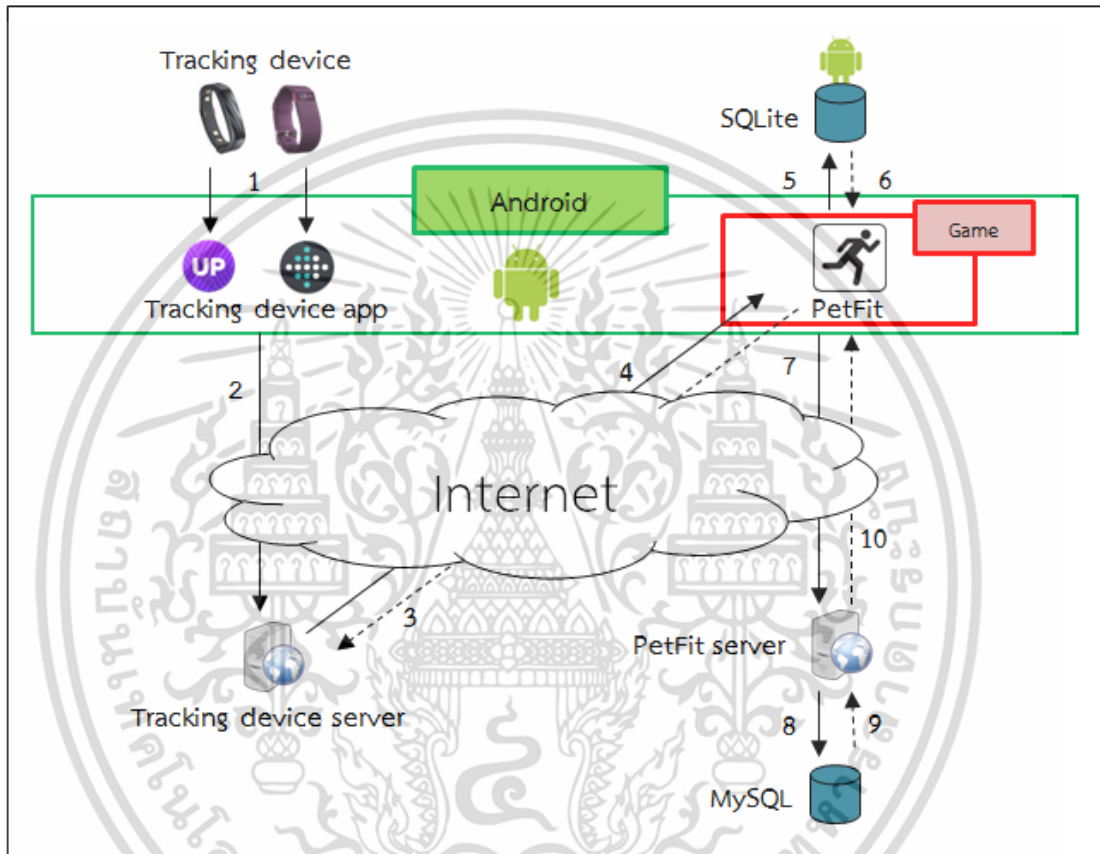 Tracking device
SQLite
1
5
6
Android
Game
UP
Tracking device app
PetFit
2
4
7
Internet
10
3
PetFit server
Tracking device server
8
9
MySQL